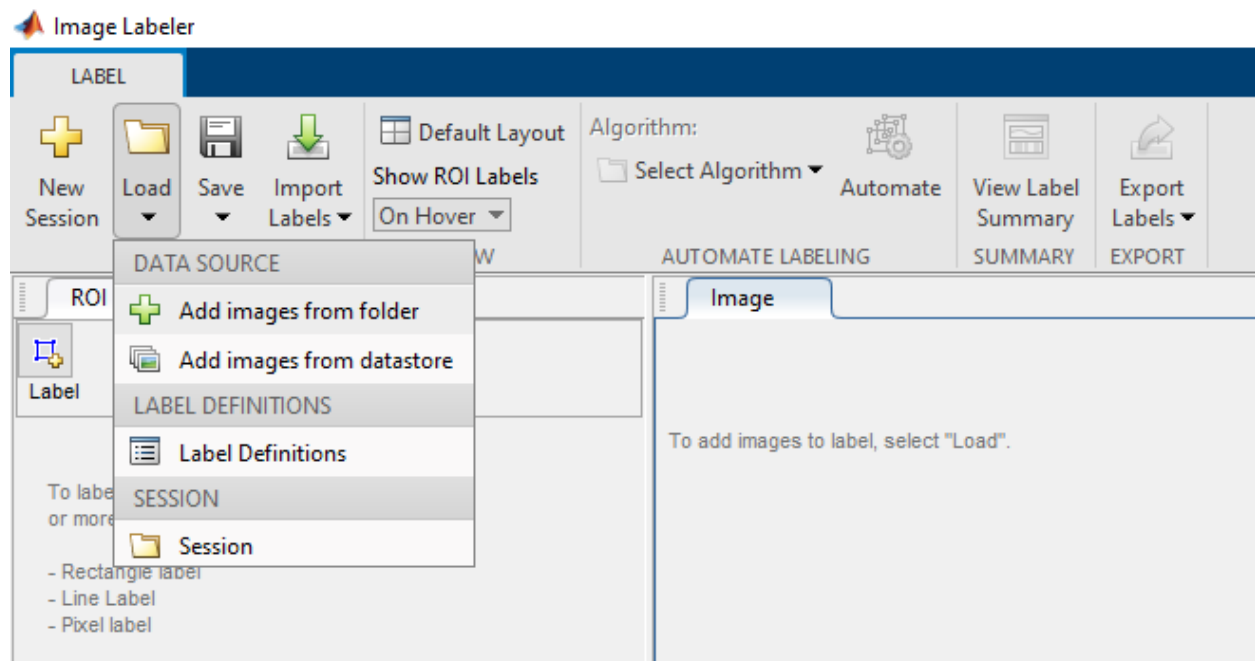 Image Labeler
LABEL
New
Session
Load
Save
Import
Labels
Default Layout
Show ROI Labels
On Hover
W
Algorithm:
Select Algorithm
Automate
AUTOMATE LABELING
View Label
Summary
SUMMARY
Export
Labels
EXPORT
ROI
Label
DATA SOURCE
Add images from folder
Add images from datastore
LABEL DEFINITIONS
Label Definitions
SESSION
Session
To labe
or more
- Rectangle label
- Line Label
- Pixel label
Image
To add images to label, select "Load".